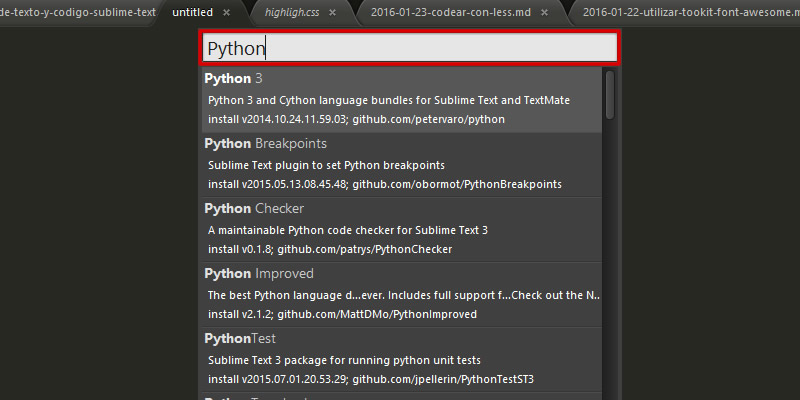 de-texto-y-codigo-sublime-text untitled × highligh.css × 2016-01-23-codear-con-less.md × 2016-01-22-utilizar-tookit-font-awesome.m
Python
Python 3
Python 3 and Cython language bundles for Sublime Text and TextMate
install v2014.10.24.11.59.03; github.com/petervaro/python
Python Breakpoints
Sublime Text plugin to set Python breakpoints
install v2015.05.13.08.45.48; github.com/obormot/PythonBreakpoints
Python Checker
A maintainable Python code checker for Sublime Text 3
install v0.1.8; github.com/patrys/PythonChecker
Python Improved
The best Python language d...ever. Includes full support f...Check out the N..
install v2.1.2; github.com/MattDMo/PythonImproved
PythonTest
Sublime Text 3 package for running python unit tests
install v2015.07.01.20.53.29; github.com/jpellerin/PythonTestST3